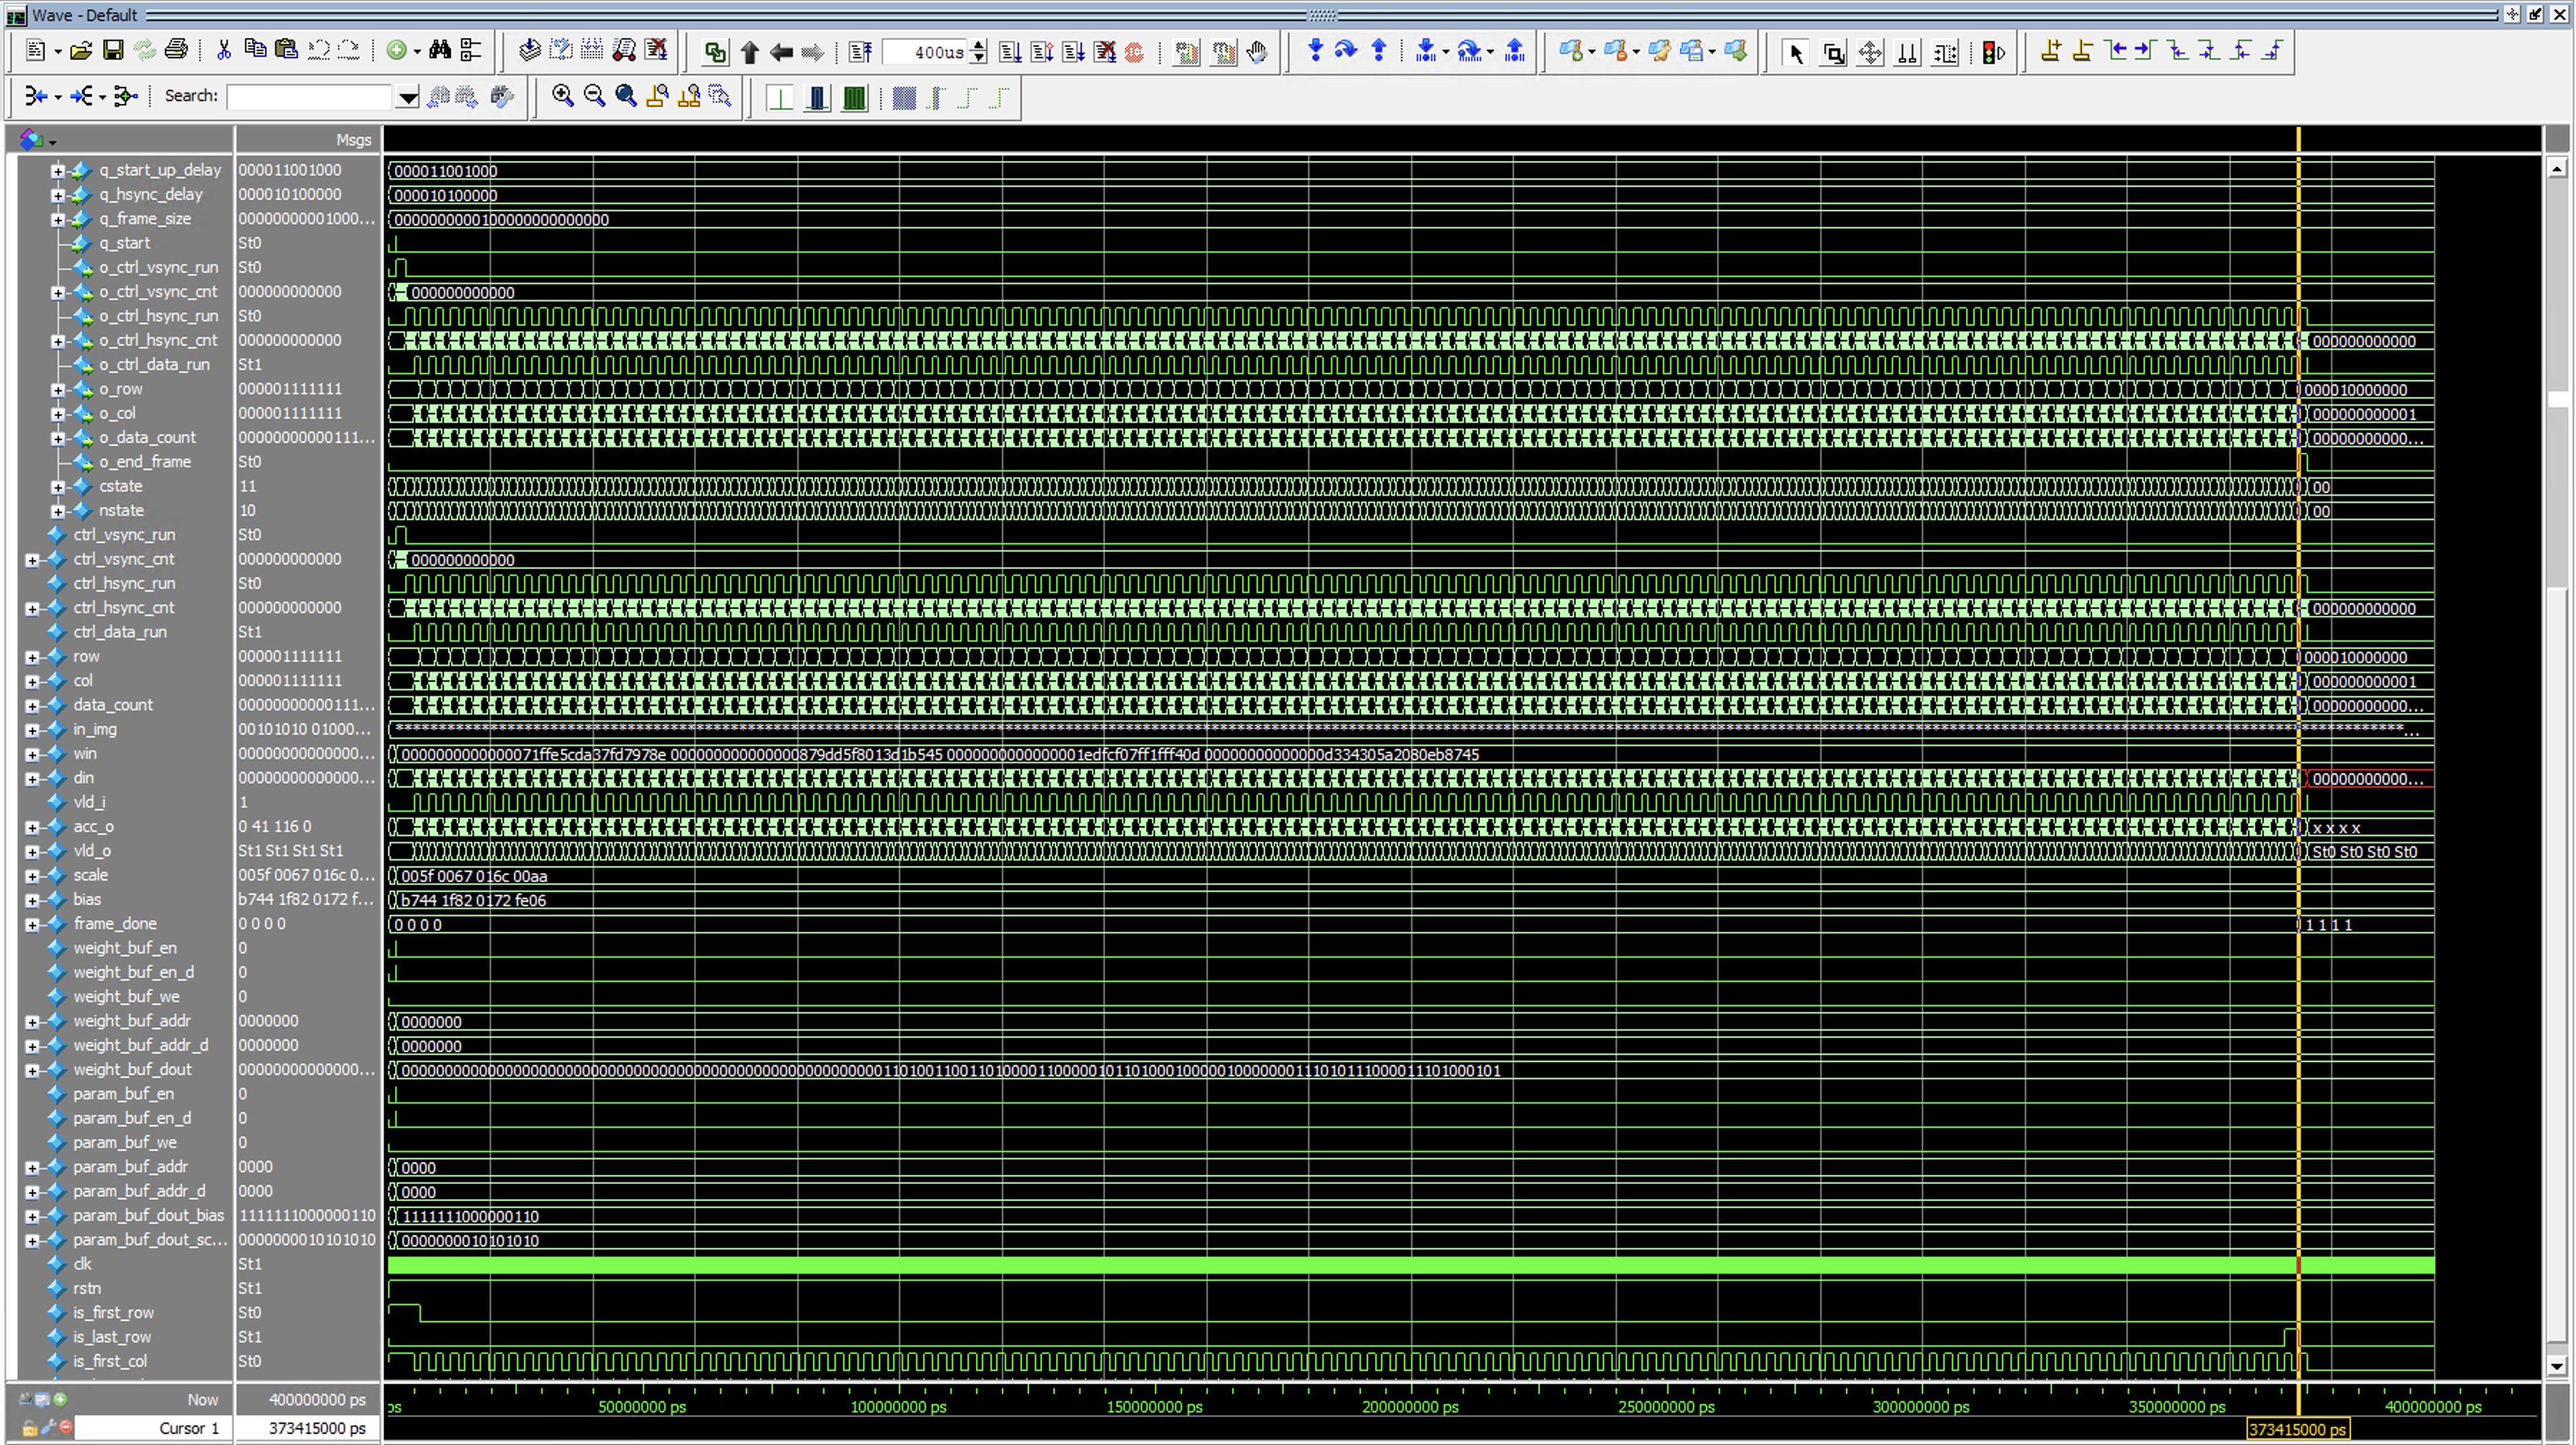 Wave - Default
400us
Search:
Msgs
q_start_up_delay 000011001000 000011001000
q_hsync_delay 000010100000 000010100000
q_frame_size 00000000001000... 0000000000100000000000000
q_start St0
o_ctrl_vsync_run St0
o_ctrl_vsync_cnt 000000000000 000000000000
o_ctrl_hsync_run St0
o_ctrl_hsync_cnt 000000000000 000000000000
o_ctrl_data_run St1
o_row 000001111111 000010000000
o_col 000001111111 000000000001
o_data_count 00000000000111... 00000000000...
o_end_frame St0
cstate 11 00
nstate 10 00
ctrl_vsync_run St0
ctrl_vsync_cnt 000000000000 000000000000
ctrl_hsync_run St0
ctrl_hsync_cnt 000000000000 000000000000
ctrl_data_run St1
row 000001111111 000010000000
col 000001111111 000000000001
data_count 00000000000111... 00000000000...
in_img 00101010 01000... ...
win 00000000000000... 0000000000000071ffe5cda37fd7978e 000000000000000879dd5f8013d1b545 0000000000000001edfcf07ff1fff40d 00000000000000d334305a2080eb8745
din 00000000000000... 00000000000...
vld_i 1
acc_o 0 41 116 0 x x x x
vld_o St1 St1 St1 St1 St0 St0 St0 St0
scale 005f 0067 016c 0... 005f 0067 016c 00aa
bias b744 1f82 0172 f... b744 1f82 0172 fe06
frame_done 0 0 0 0 0 0 0 0 1 1 1 1
weight_buf_en 0
weight_buf_en_d 0
weight_buf_we 0
weight_buf_addr 0000000 0000000
weight_buf_addr_d 0000000 0000000
weight_buf_dout 00000000000000...
param_buf_en 0
param_buf_en_d 0
param_buf_we 0
param_buf_addr 0000 0000
param_buf_addr_d 0000 0000
param_buf_dout_bias 1111111000000110 1111111000000110
param_buf_dout_sc... 0000000010101010 0000000010101010
clk St1
rstn St1
is_first_row St0
is_last_row St1
is_first_col St0
Now 400000000 ps
ps 50000000 ps 100000000 ps 150000000 ps 200000000 ps 250000000 ps 300000000 ps 350000000 ps 400000000 ps
Cursor 1 373415000 ps 373415000 ps